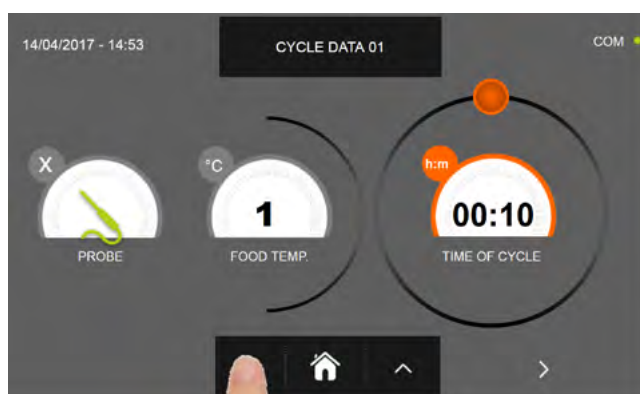 14/04/2017 - 14:53
CYCLE DATA 01
COM
X
°C
h:m
1
00:10
PROBE
FOOD TEMP.
TIME OF CYCLE